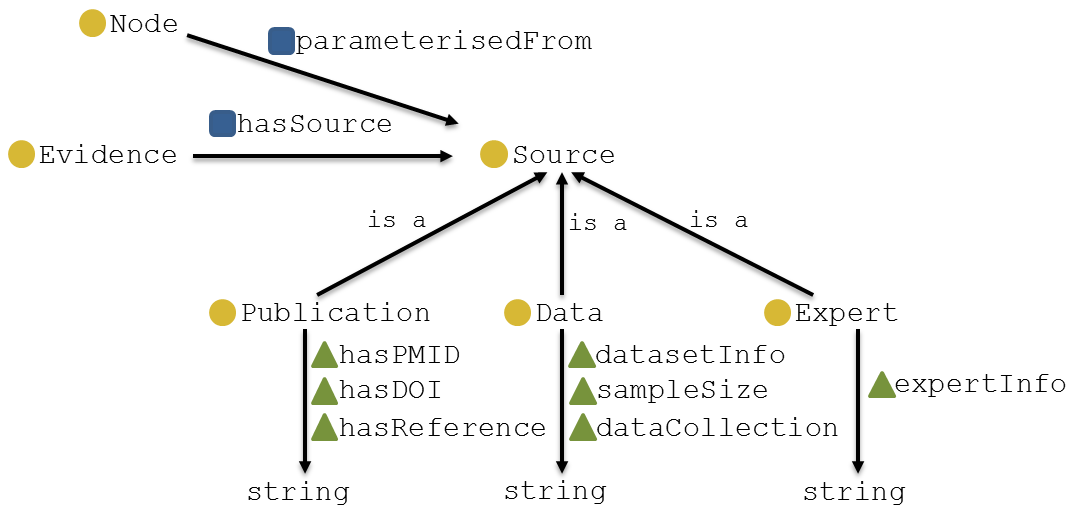 Node
parameterisedFrom
hasSource
Evidence
Source
is a
is a
is a
Publication
Data
Expert
hasPMID
datasetInfo
hasDOI
sampleSize
expertInfo
hasReference
dataCollection
string
string
string